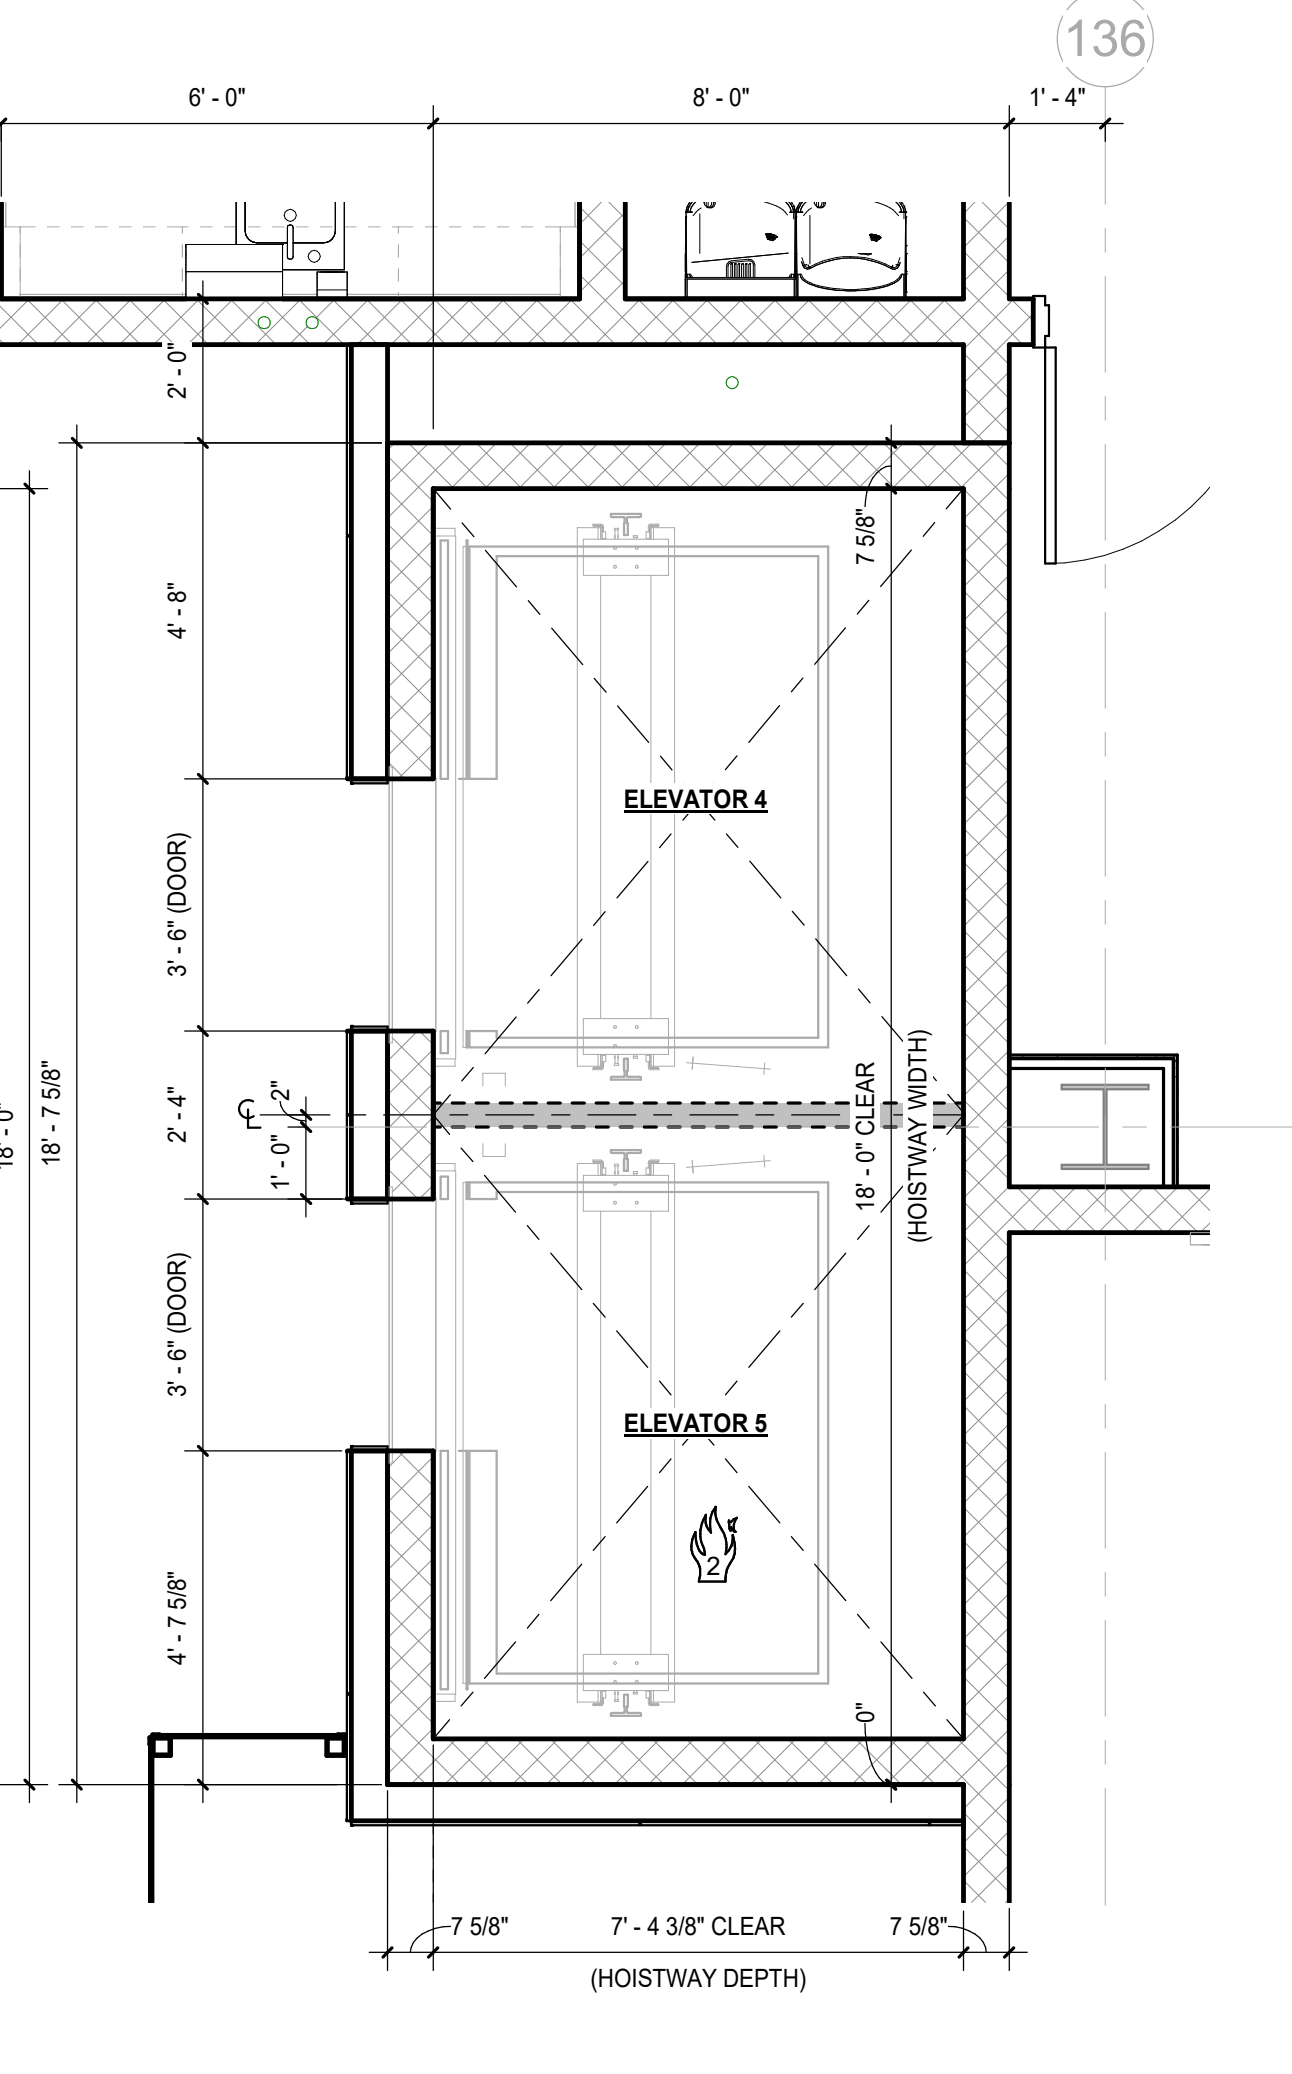 136
6' - 0"
8' - 0"
1' - 4"
2' - 0"
7 5/8"
4' - 8"
ELEVATOR 4
3' - 6" (DOOR)
18' - 0"
18' - 7 5/8"
2' - 4"
2"
1' - 0"
CL
18' - 0" CLEAR
(HOISTWAY WIDTH)
3' - 6" (DOOR)
ELEVATOR 5
2
4' - 7 5/8"
0"
7 5/8"
7' - 4 3/8" CLEAR
7 5/8"
(HOISTWAY DEPTH)